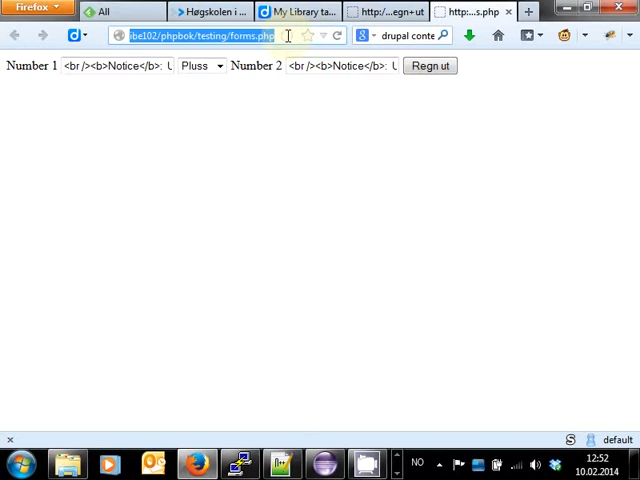 Firefox
All
Høgskolen i ...
My Library ta...
http:/...egn+ut
http:...s.php
ibe102/phpbok/testing/forms.php
drupal conte
Number 1 <br /><b>Notice</b>: U Pluss Number 2 <br /><b>Notice</b>: U Regn ut
default
NO
12:52
10.02.2014